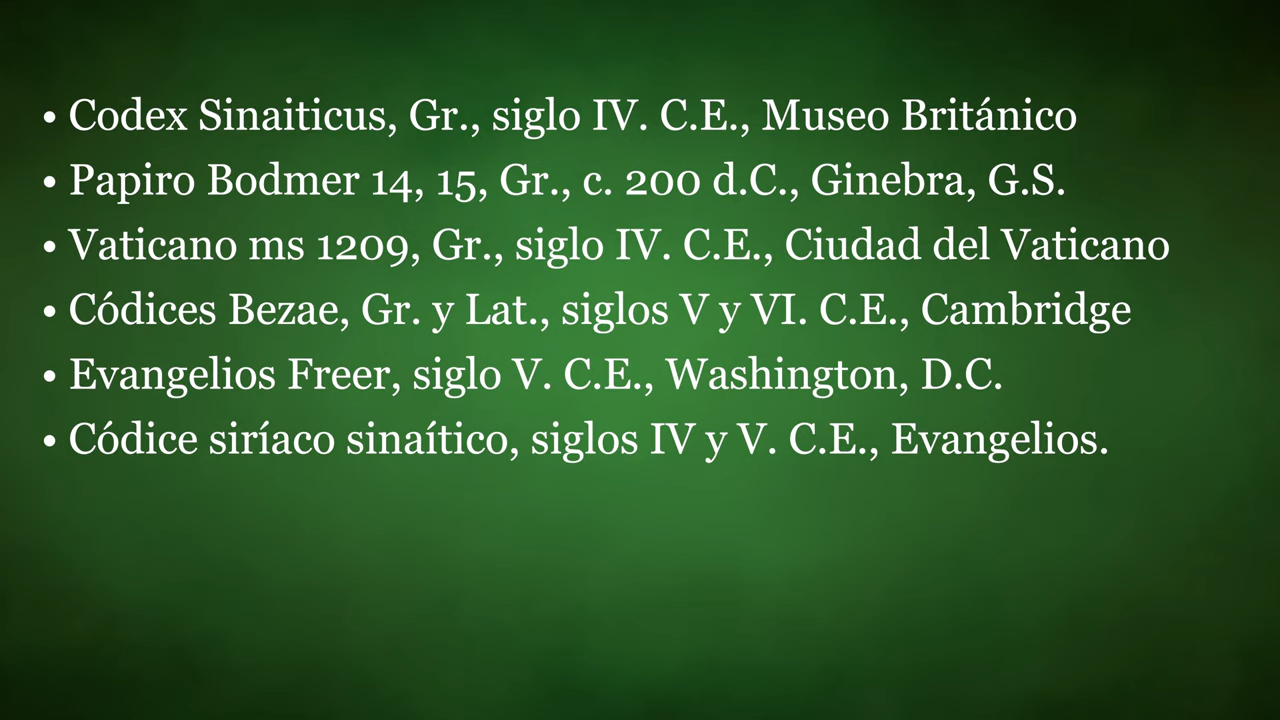 • Codex Sinaiticus, Gr., siglo IV. C.E., Museo Británico
• Papiro Bodmer 14, 15, Gr., c. 200 d.C., Ginebra, G.S.
• Vaticano ms 1209, Gr., siglo IV. C.E., Ciudad del Vaticano
• Códices Bezae, Gr. y Lat., siglos V y VI. C.E., Cambridge
• Evangelios Freer, siglo V. C.E., Washington, D.C.
• Códice siríaco sinaítico, siglos IV y V. C.E., Evangelios.